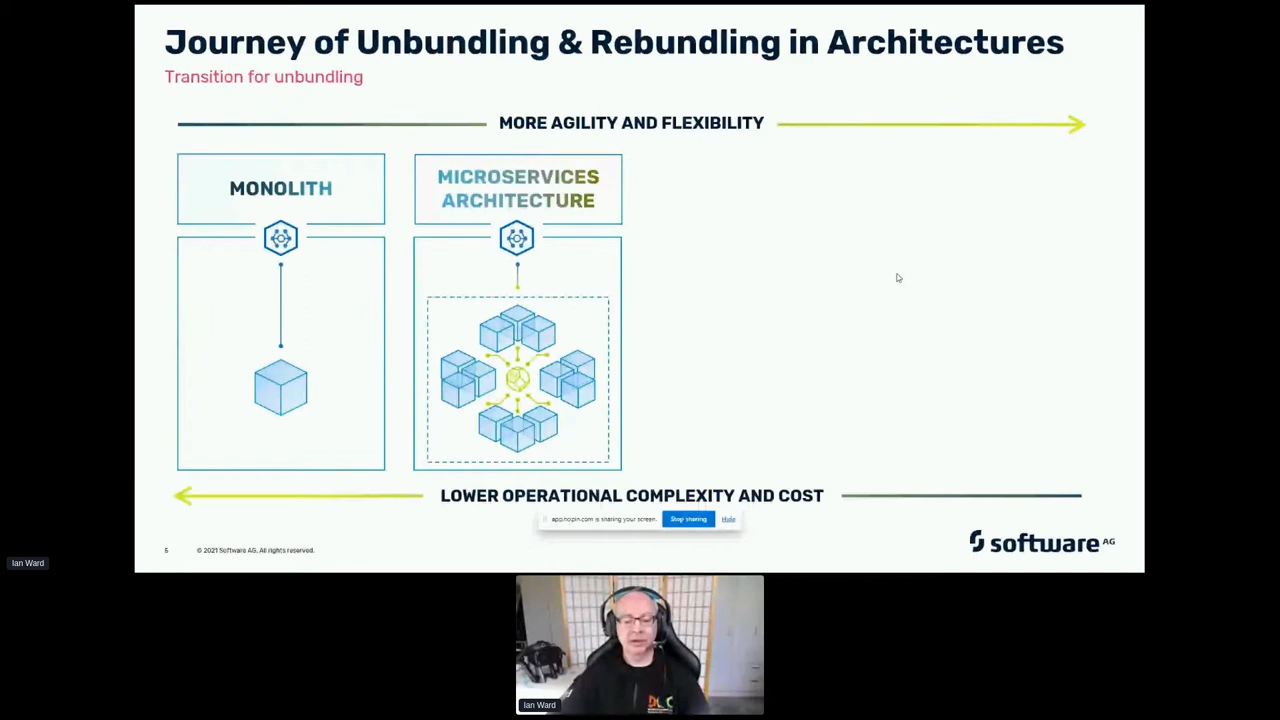 Journey of Unbundling & Rebundling in Architectures
Transition for unbundling
MORE AGILITY AND FLEXIBILITY
MONOLITH
MICROSERVICES
ARCHITECTURE
LOWER OPERATIONAL COMPLEXITY AND COST
app.hopin.com is sharing your screen.
Stop sharing
Hide
5
© 2021 Software AG. All rights reserved.
software AG
Ian Ward
Ian Ward